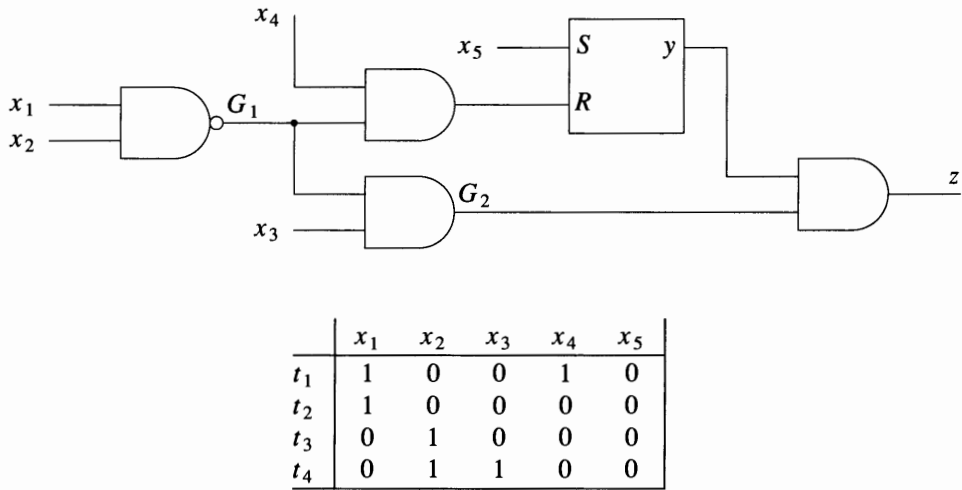 x₄
x₅ S y
x₁ G₁ R
x₂
z
G₂
x₃
x₁ x₂ x₃ x₄ x₅
t₁ 1 0 0 1 0
t₂ 1 0 0 0 0
t₃ 0 1 0 0 0
t₄ 0 1 1 0 0